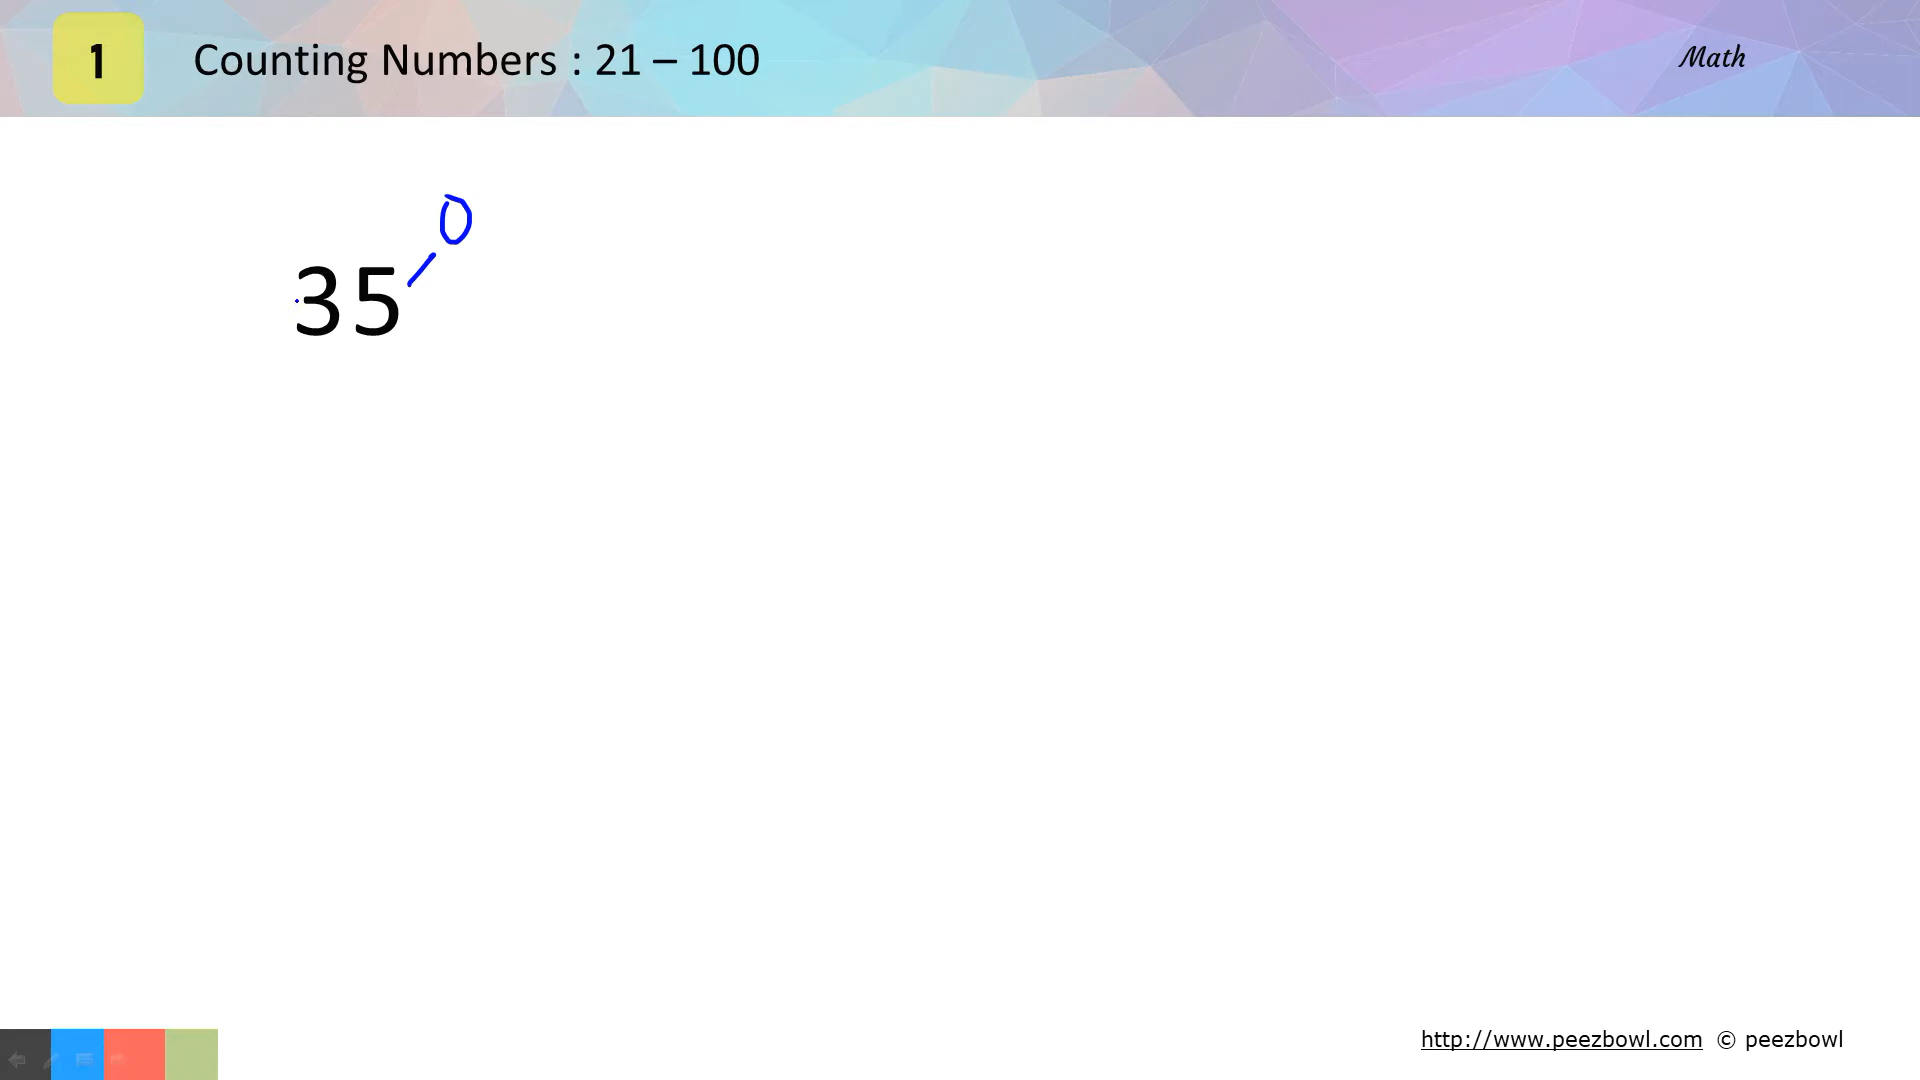 1
Counting Numbers : 21 – 100
Math
0
35
http://www.peezbowl.com © peezbowl